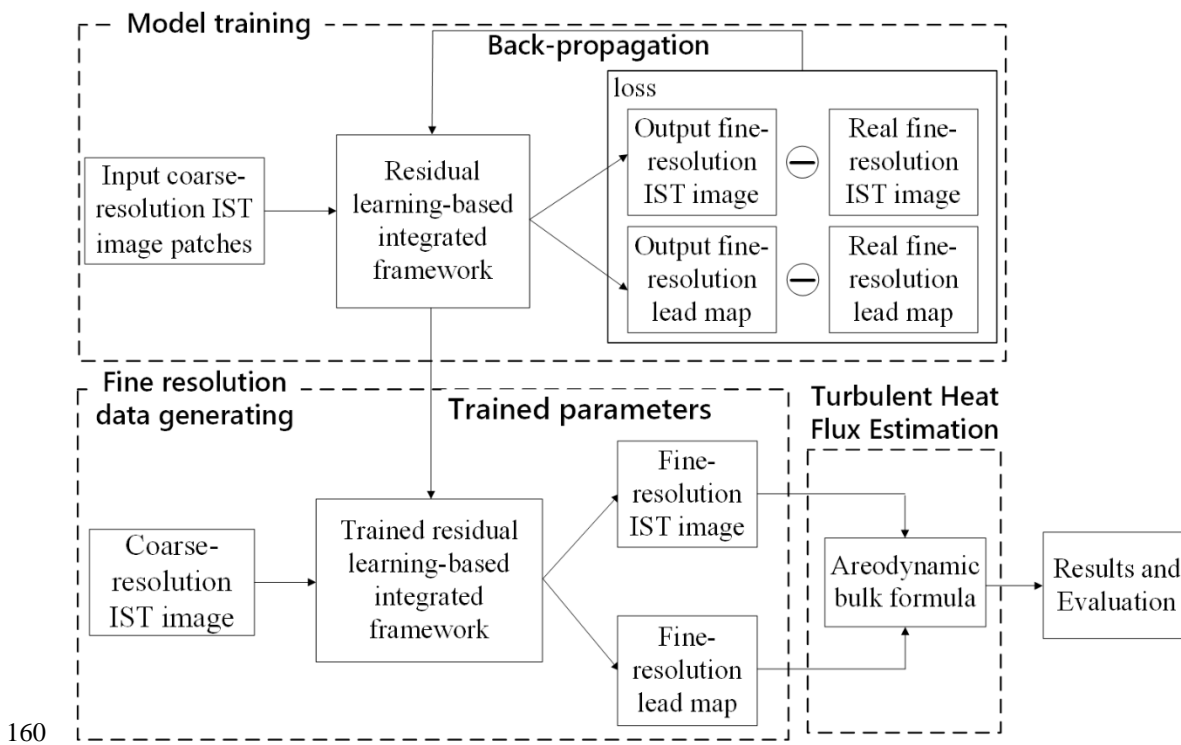 Model training
Back-propagation
loss
Input coarse-
resolution IST
image patches
Residual
learning-based
integrated
framework
Output fine-
resolution
IST image
Real fine-
resolution
IST image
Output fine-
resolution
lead map
Real fine-
resolution
lead map
Fine resolution
data generating
Trained parameters
Turbulent Heat
Flux Estimation
Coarse-
resolution
IST image
Trained residual
learning-based
integrated
framework
Fine-
resolution
IST image
Fine-
resolution
lead map
Areodynamic
bulk formula
Results and
Evaluation
160